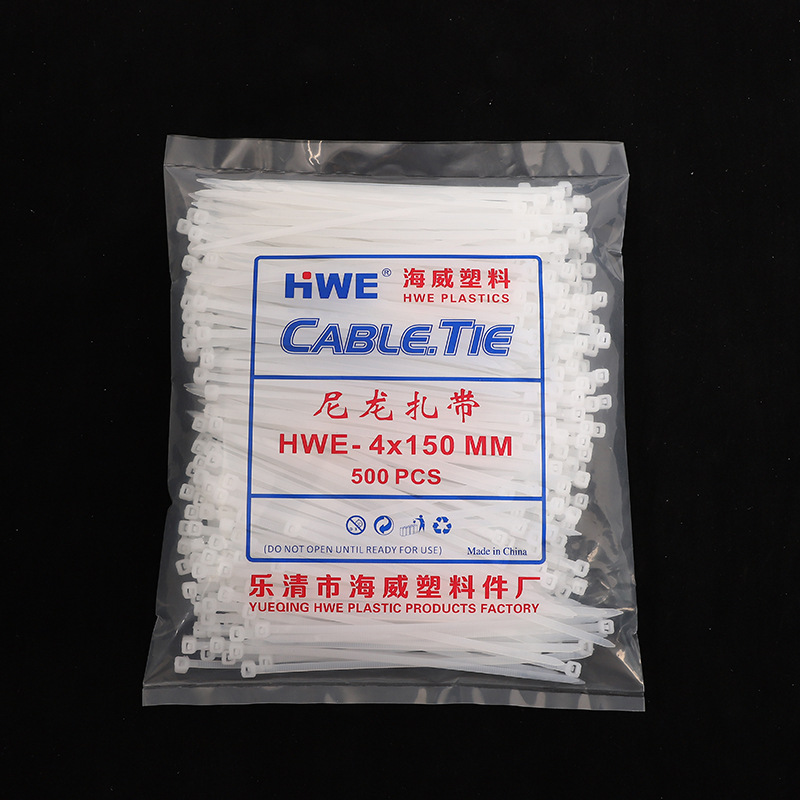 HWE® 海威塑料
HWE PLASTICS
CABLE.TIE
尼龙扎带
HWE- 4x150 MM
500 PCS
(DO NOT OPEN UNTIL READY FOR USE) Made in China
乐清市海威塑料件厂
YUEQING HWE PLASTIC PRODUCTS FACTORY